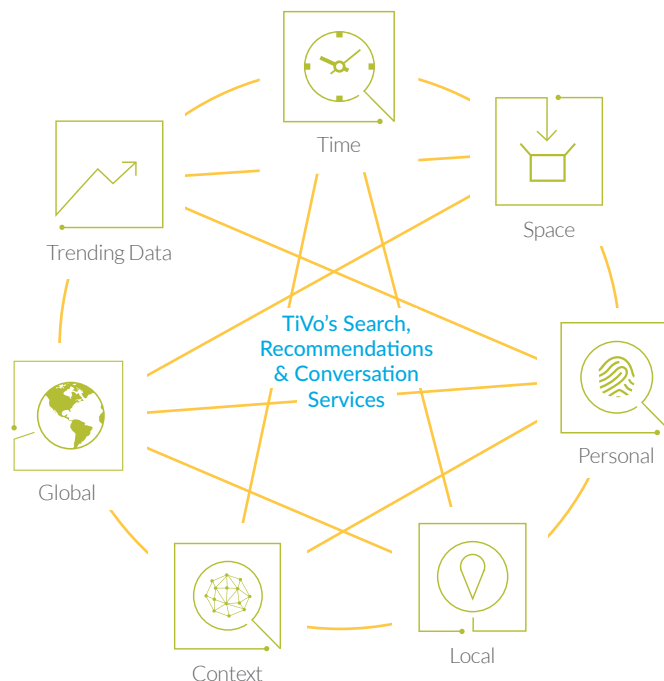 Time
Space
Trending Data
TiVo's Search,
Recommendations
& Conversation
Services
Personal
Global
Local
Context